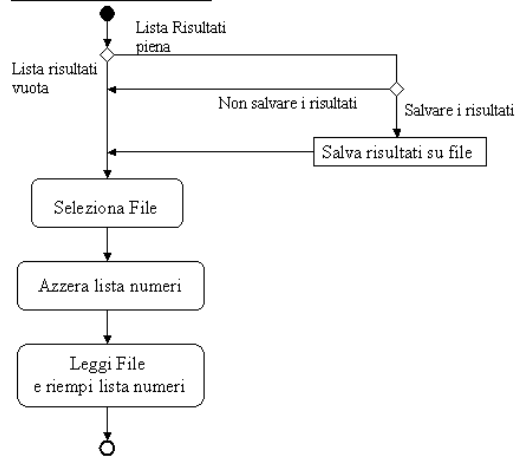 Lista Risultati
piena
Lista risultati
vuota
Non salvare i risultati
Salvare i risultati
Salva risultati su file
Seleziona File
Azzera lista numeri
Leggi File
e riempi lista numeri